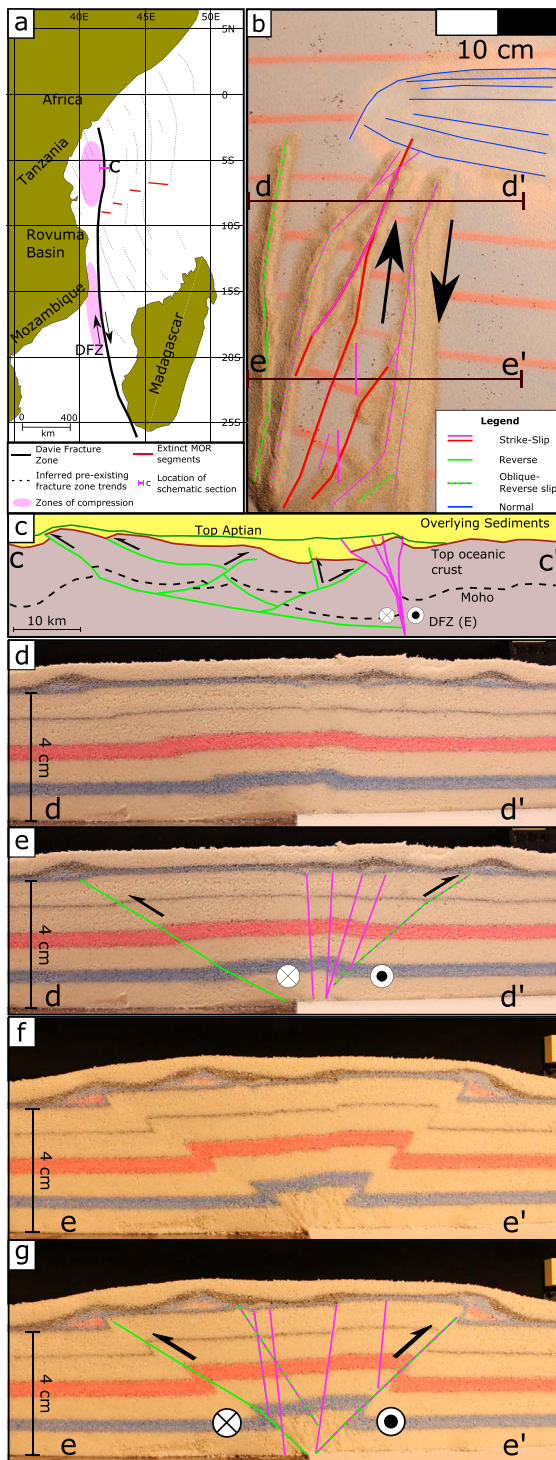 a
40E
45E
50E
5N
Africa
0
Tanzania
C
5S
10S
Rovuma
Basin
15S
Mozambique
Madagascar
DFZ
20S
0 400
km
25S
Davie Fracture
Zone
Extinct MOR
segments
Inferred pre-existing
fracture zone trends
c
Location of
schematic section
Zones of
compression
b
10 cm
d d'
e e'
Legend
Strike-Slip
Reverse
Oblique-
Reverse slip
Normal
c
Top Aptian
Overlying Sediments
C C'
Top oceanic
crust
Moho
DFZ (E)
10 km
d
4 cm
d d'
e
4 cm
d d'
f
4 cm
e e'
g
4 cm
e e'